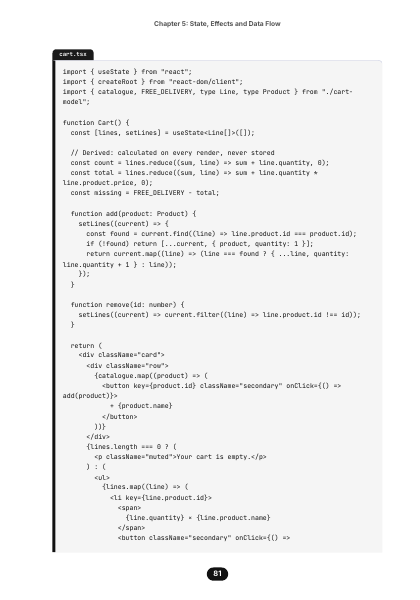 Chapter 5: State, Effects and Data Flow
cart.tsx
import { useState } from "react";
import { createRoot } from "react-dom/client";
import { catalogue, FREE_DELIVERY, type Line, type Product } from "./cart-
model";

function Cart() {
  const [lines, setLines] = useState<Line[]>([]);

  // Derived: calculated on every render, never stored
  const count = lines.reduce((sum, line) => sum + line.quantity, 0);
  const total = lines.reduce((sum, line) => sum + line.quantity *
line.product.price, 0);
  const missing = FREE_DELIVERY - total;

  function add(product: Product) {
    setLines((current) => {
      const found = current.find((line) => line.product.id === product.id);
      if (!found) return [...current, { product, quantity: 1 }];
      return current.map((line) => (line === found ? { ...line, quantity:
line.quantity + 1 } : line));
    });
  }

  function remove(id: number) {
    setLines((current) => current.filter((line) => line.product.id !== id));
  }

  return (
    <div className="card">
      <div className="row">
        {catalogue.map((product) => (
          <button key={product.id} className="secondary" onClick={() =>
add(product)}>
            + {product.name}
          </button>
        ))}
      </div>
      {lines.length === 0 ? (
        <p className="muted">Your cart is empty.</p>
      ) : (
        <ul>
          {lines.map((line) => (
            <li key={line.product.id}>
              <span>
                {line.quantity} × {line.product.name}
              </span>
              <button className="secondary" onClick={() =>
81